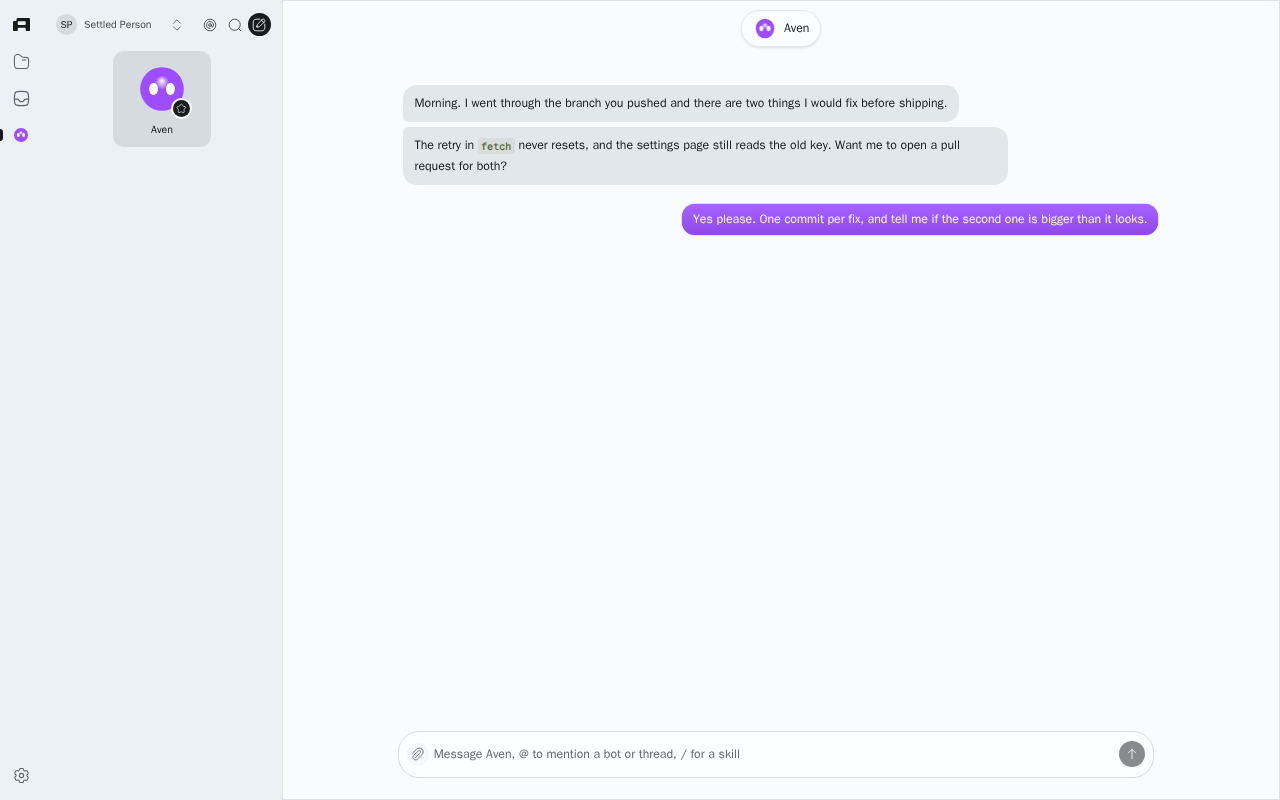 SP
Settled Person
Aven
Aven
Morning. I went through the branch you pushed and there are two things I would fix before shipping.
The retry in fetch never resets, and the settings page still reads the old key. Want me to open a pull
request for both?
Yes please. One commit per fix, and tell me if the second one is bigger than it looks.
Message Aven, @ to mention a bot or thread, / for a skill